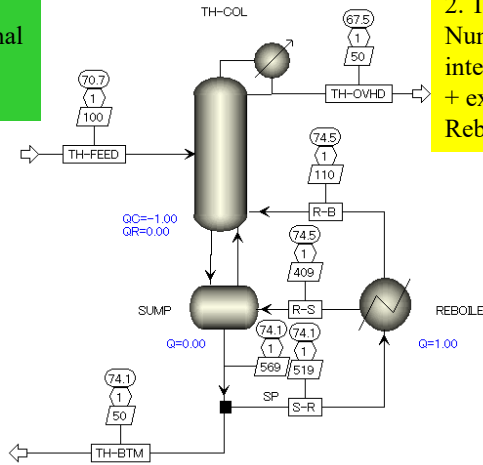 nal
TH-COL
67.5
1
50
TH-OVHD
2. T
Num
inte
+ ex
Reb
70.7
1
100
TH-FEED
74.5
1
110
R-B
QC=-1.00
QR=0.00
74.5
1
409
R-S
SUMP
REBOILE
Q=0.00
Q=1.00
74.1
1
569
74.1
1
519
SP
S-R
74.1
1
50
TH-BTM